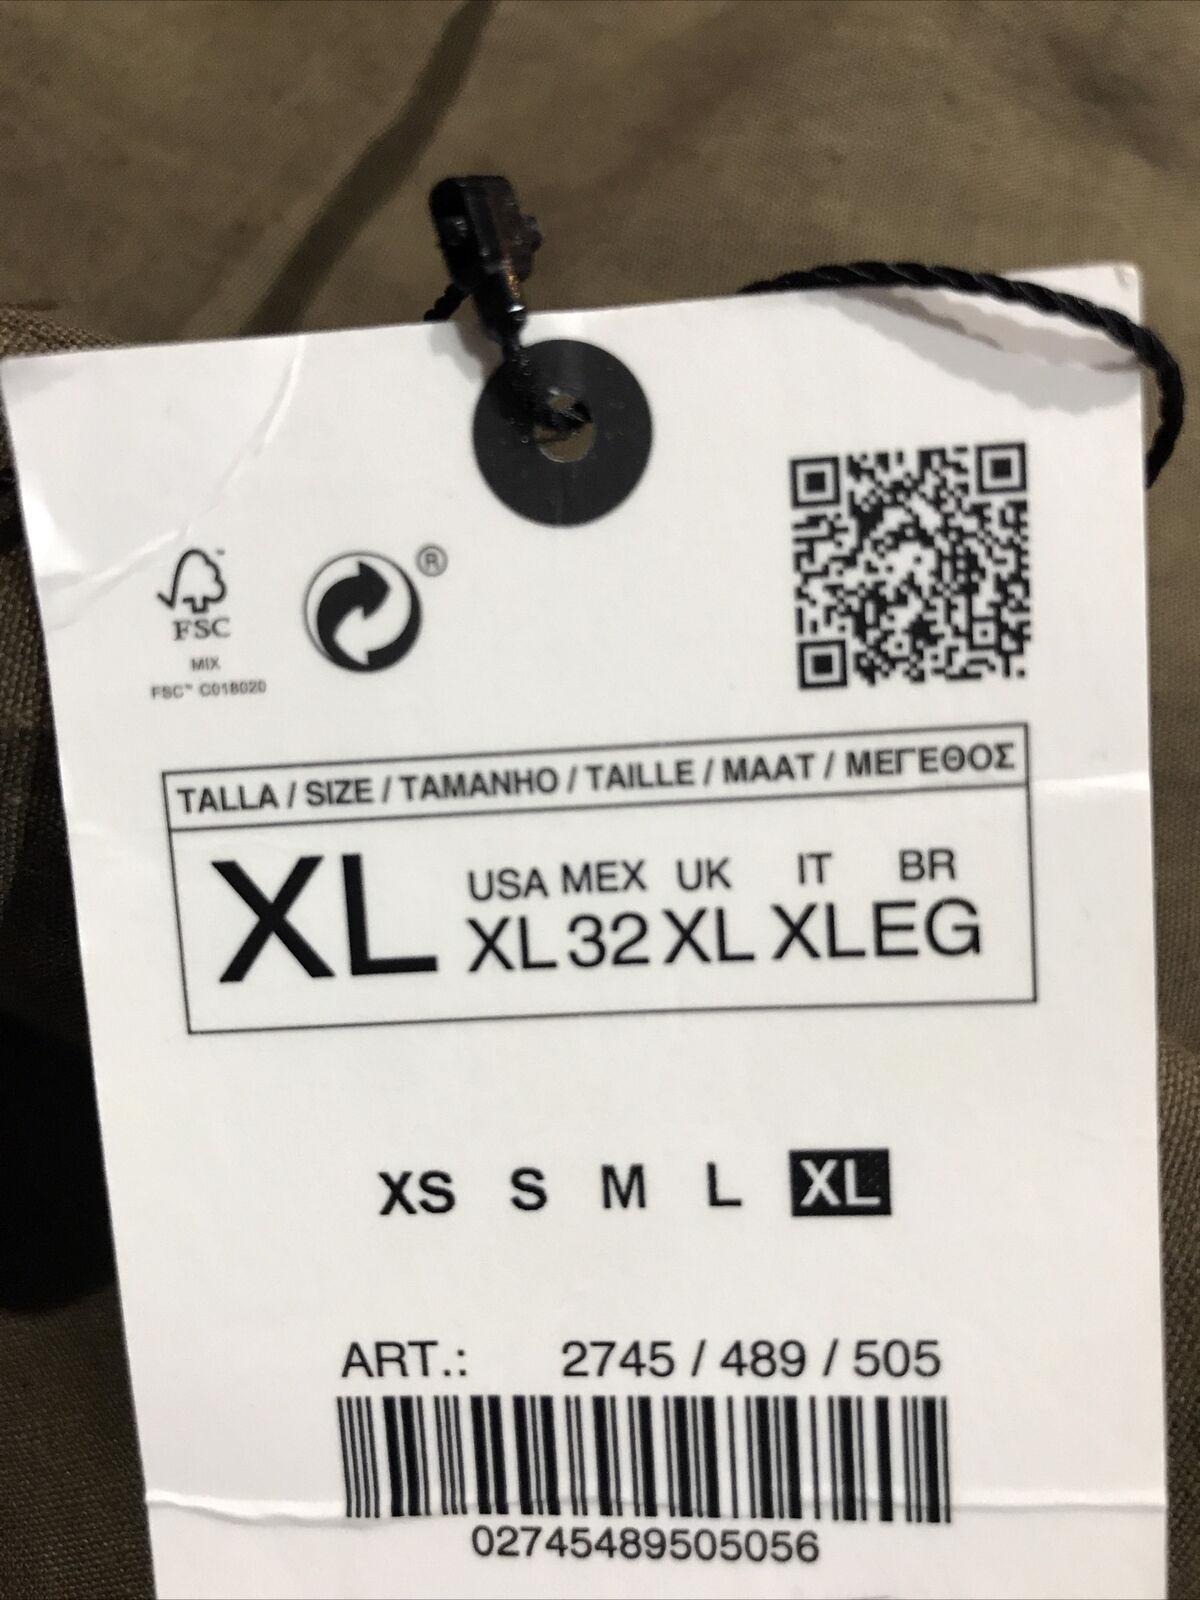 FSC
MIX
FSC™ C018020
®
TALLA / SIZE / TAMANHO / TAILLE / MAAT / ΜΕΓΕΘΟΣ
XL
USA MEX UK IT BR
XL 32 XL XL EG
XS S M L XL
ART.: 2745 / 489 / 505
02745489505056